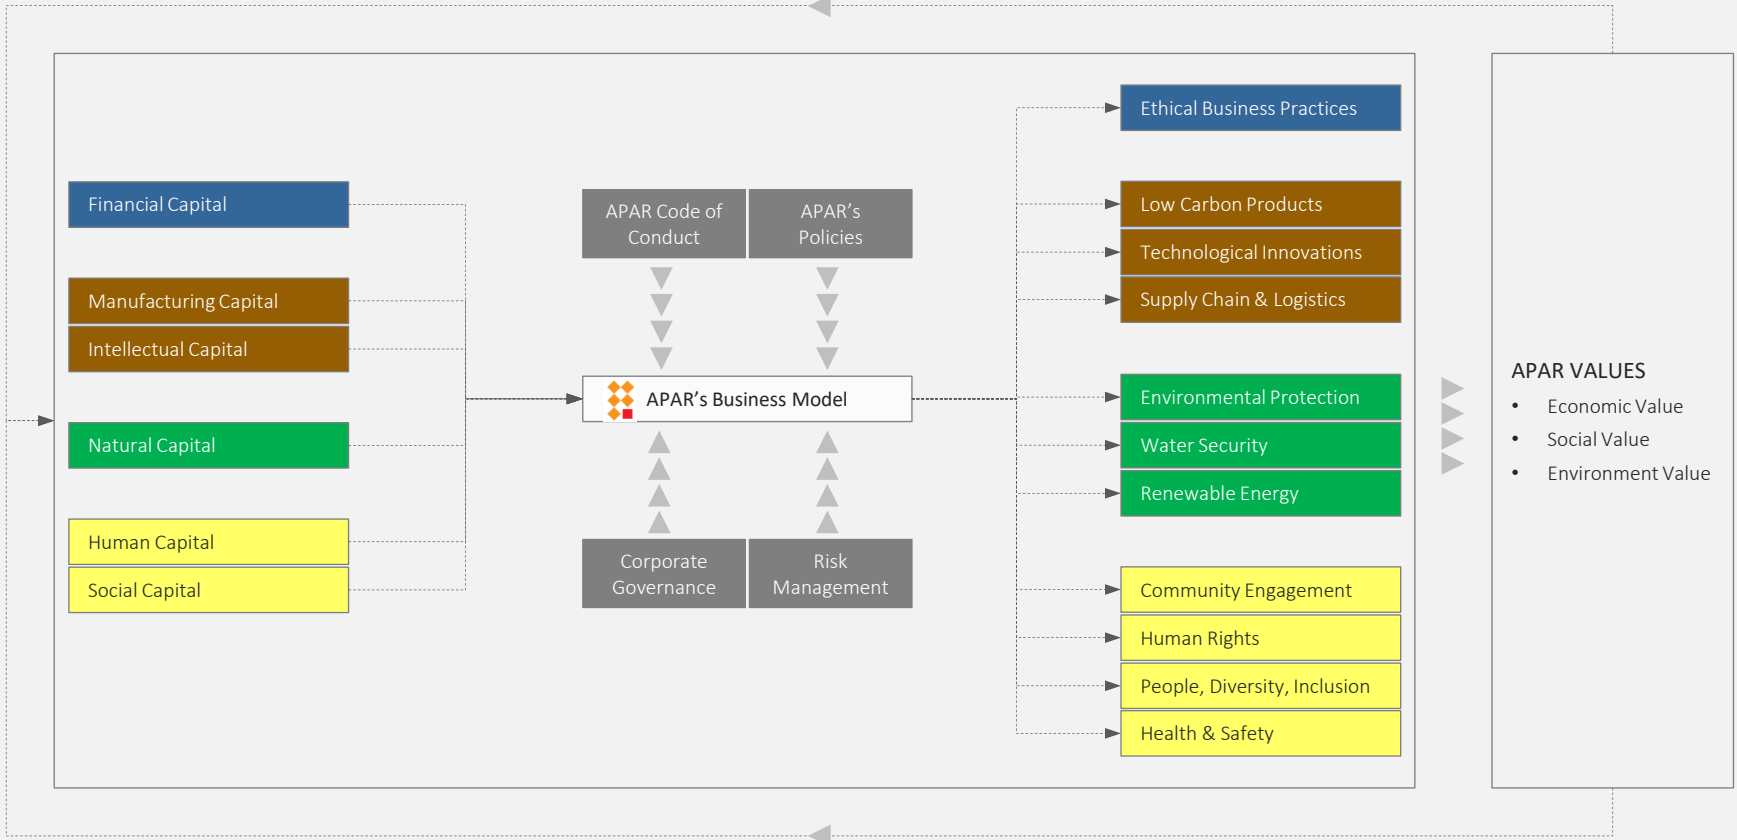 Financial Capital
Manufacturing Capital
Intellectual Capital
Natural Capital
Human Capital
Social Capital
APAR Code of
Conduct
APAR’s
Policies
APAR’s Business Model
Corporate
Governance
Risk
Management
Ethical Business Practices
Low Carbon Products
Technological Innovations
Supply Chain & Logistics
Environmental Protection
Water Security
Renewable Energy
Community Engagement
Human Rights
People, Diversity, Inclusion
Health & Safety
APAR VALUES
• Economic Value
• Social Value
• Environment Value